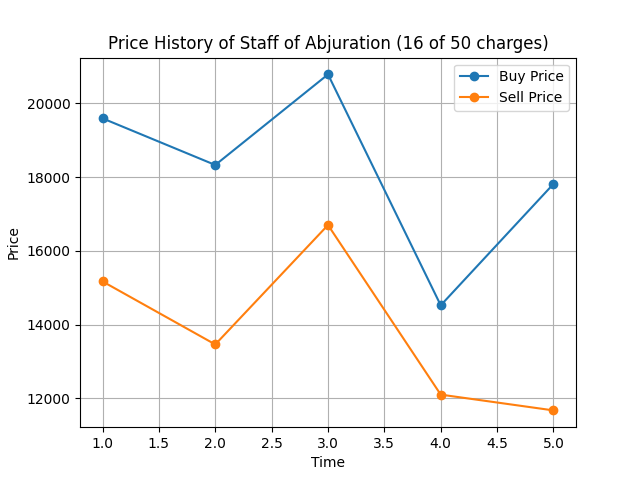 Price History of Staff of Abjuration (16 of 50 charges)
Buy Price
Sell Price
Price
20000
18000
16000
14000
12000
1.0 1.5 2.0 2.5 3.0 3.5 4.0 4.5 5.0
Time